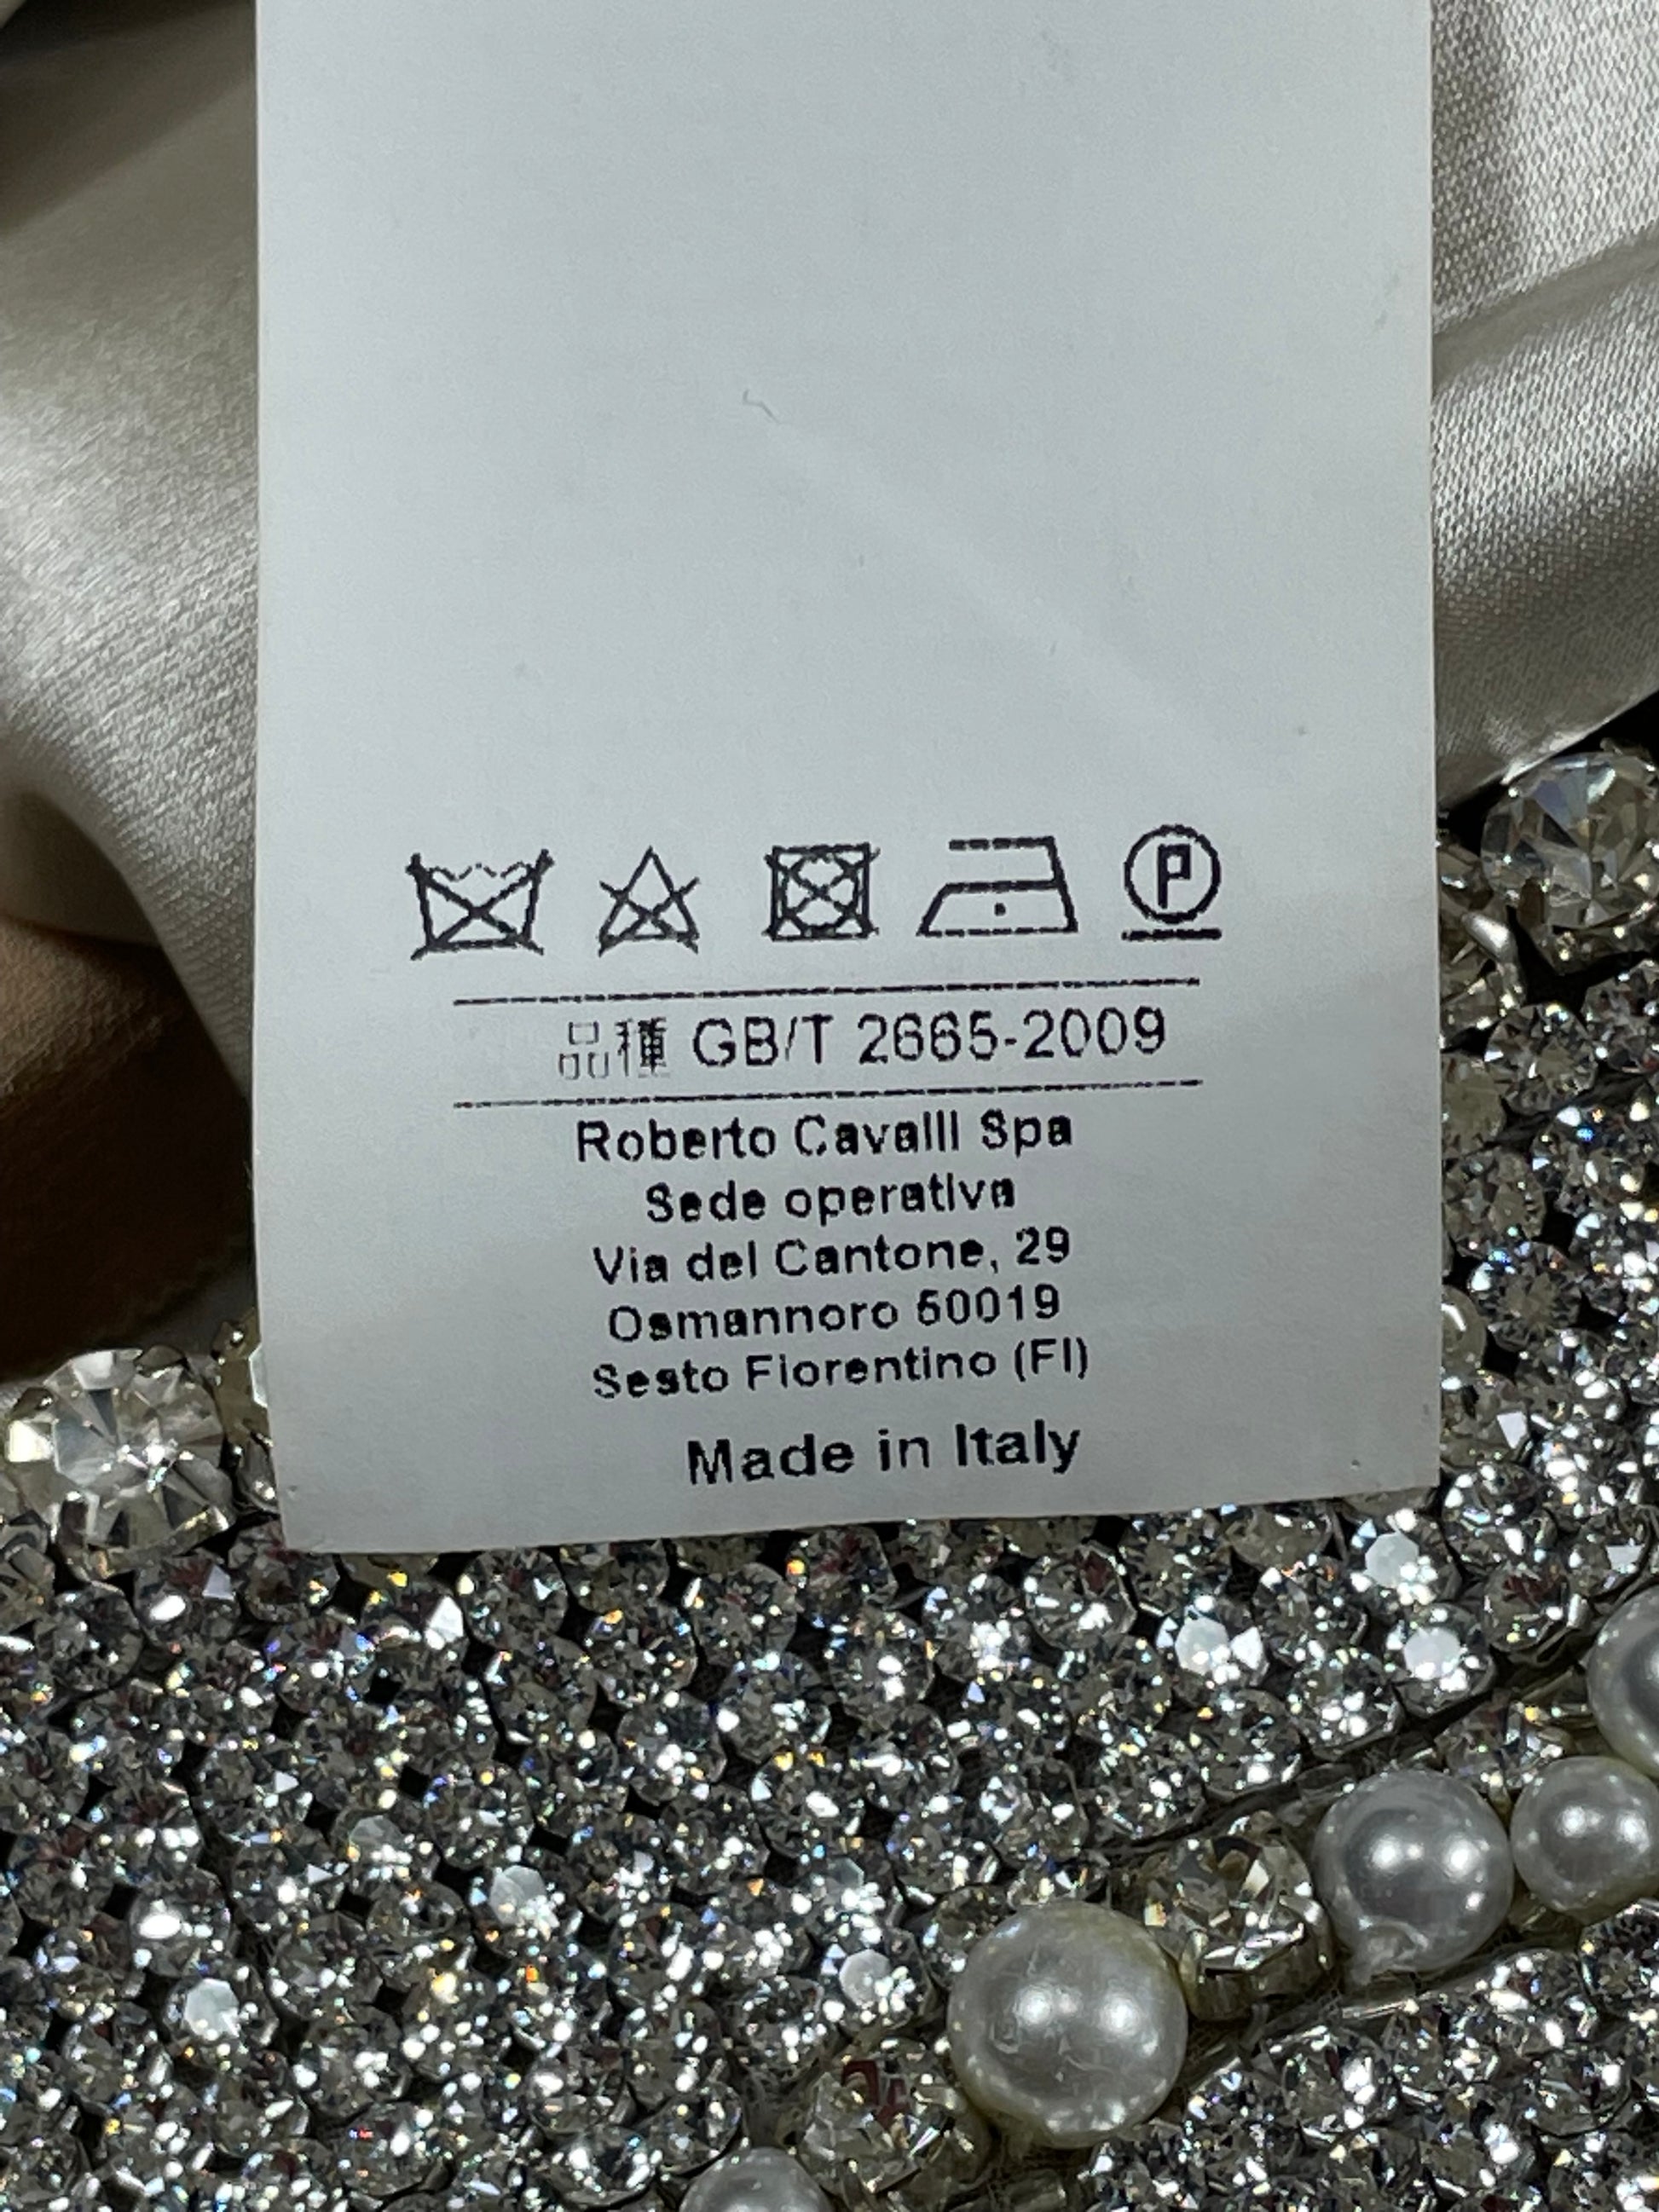 P
品種 GB/T 2665-2009
Roberto Cavalli Spa
Sede operativa
Via del Cantone, 29
Osmannoro 50019
Sesto Fiorentino (FI)
Made in Italy